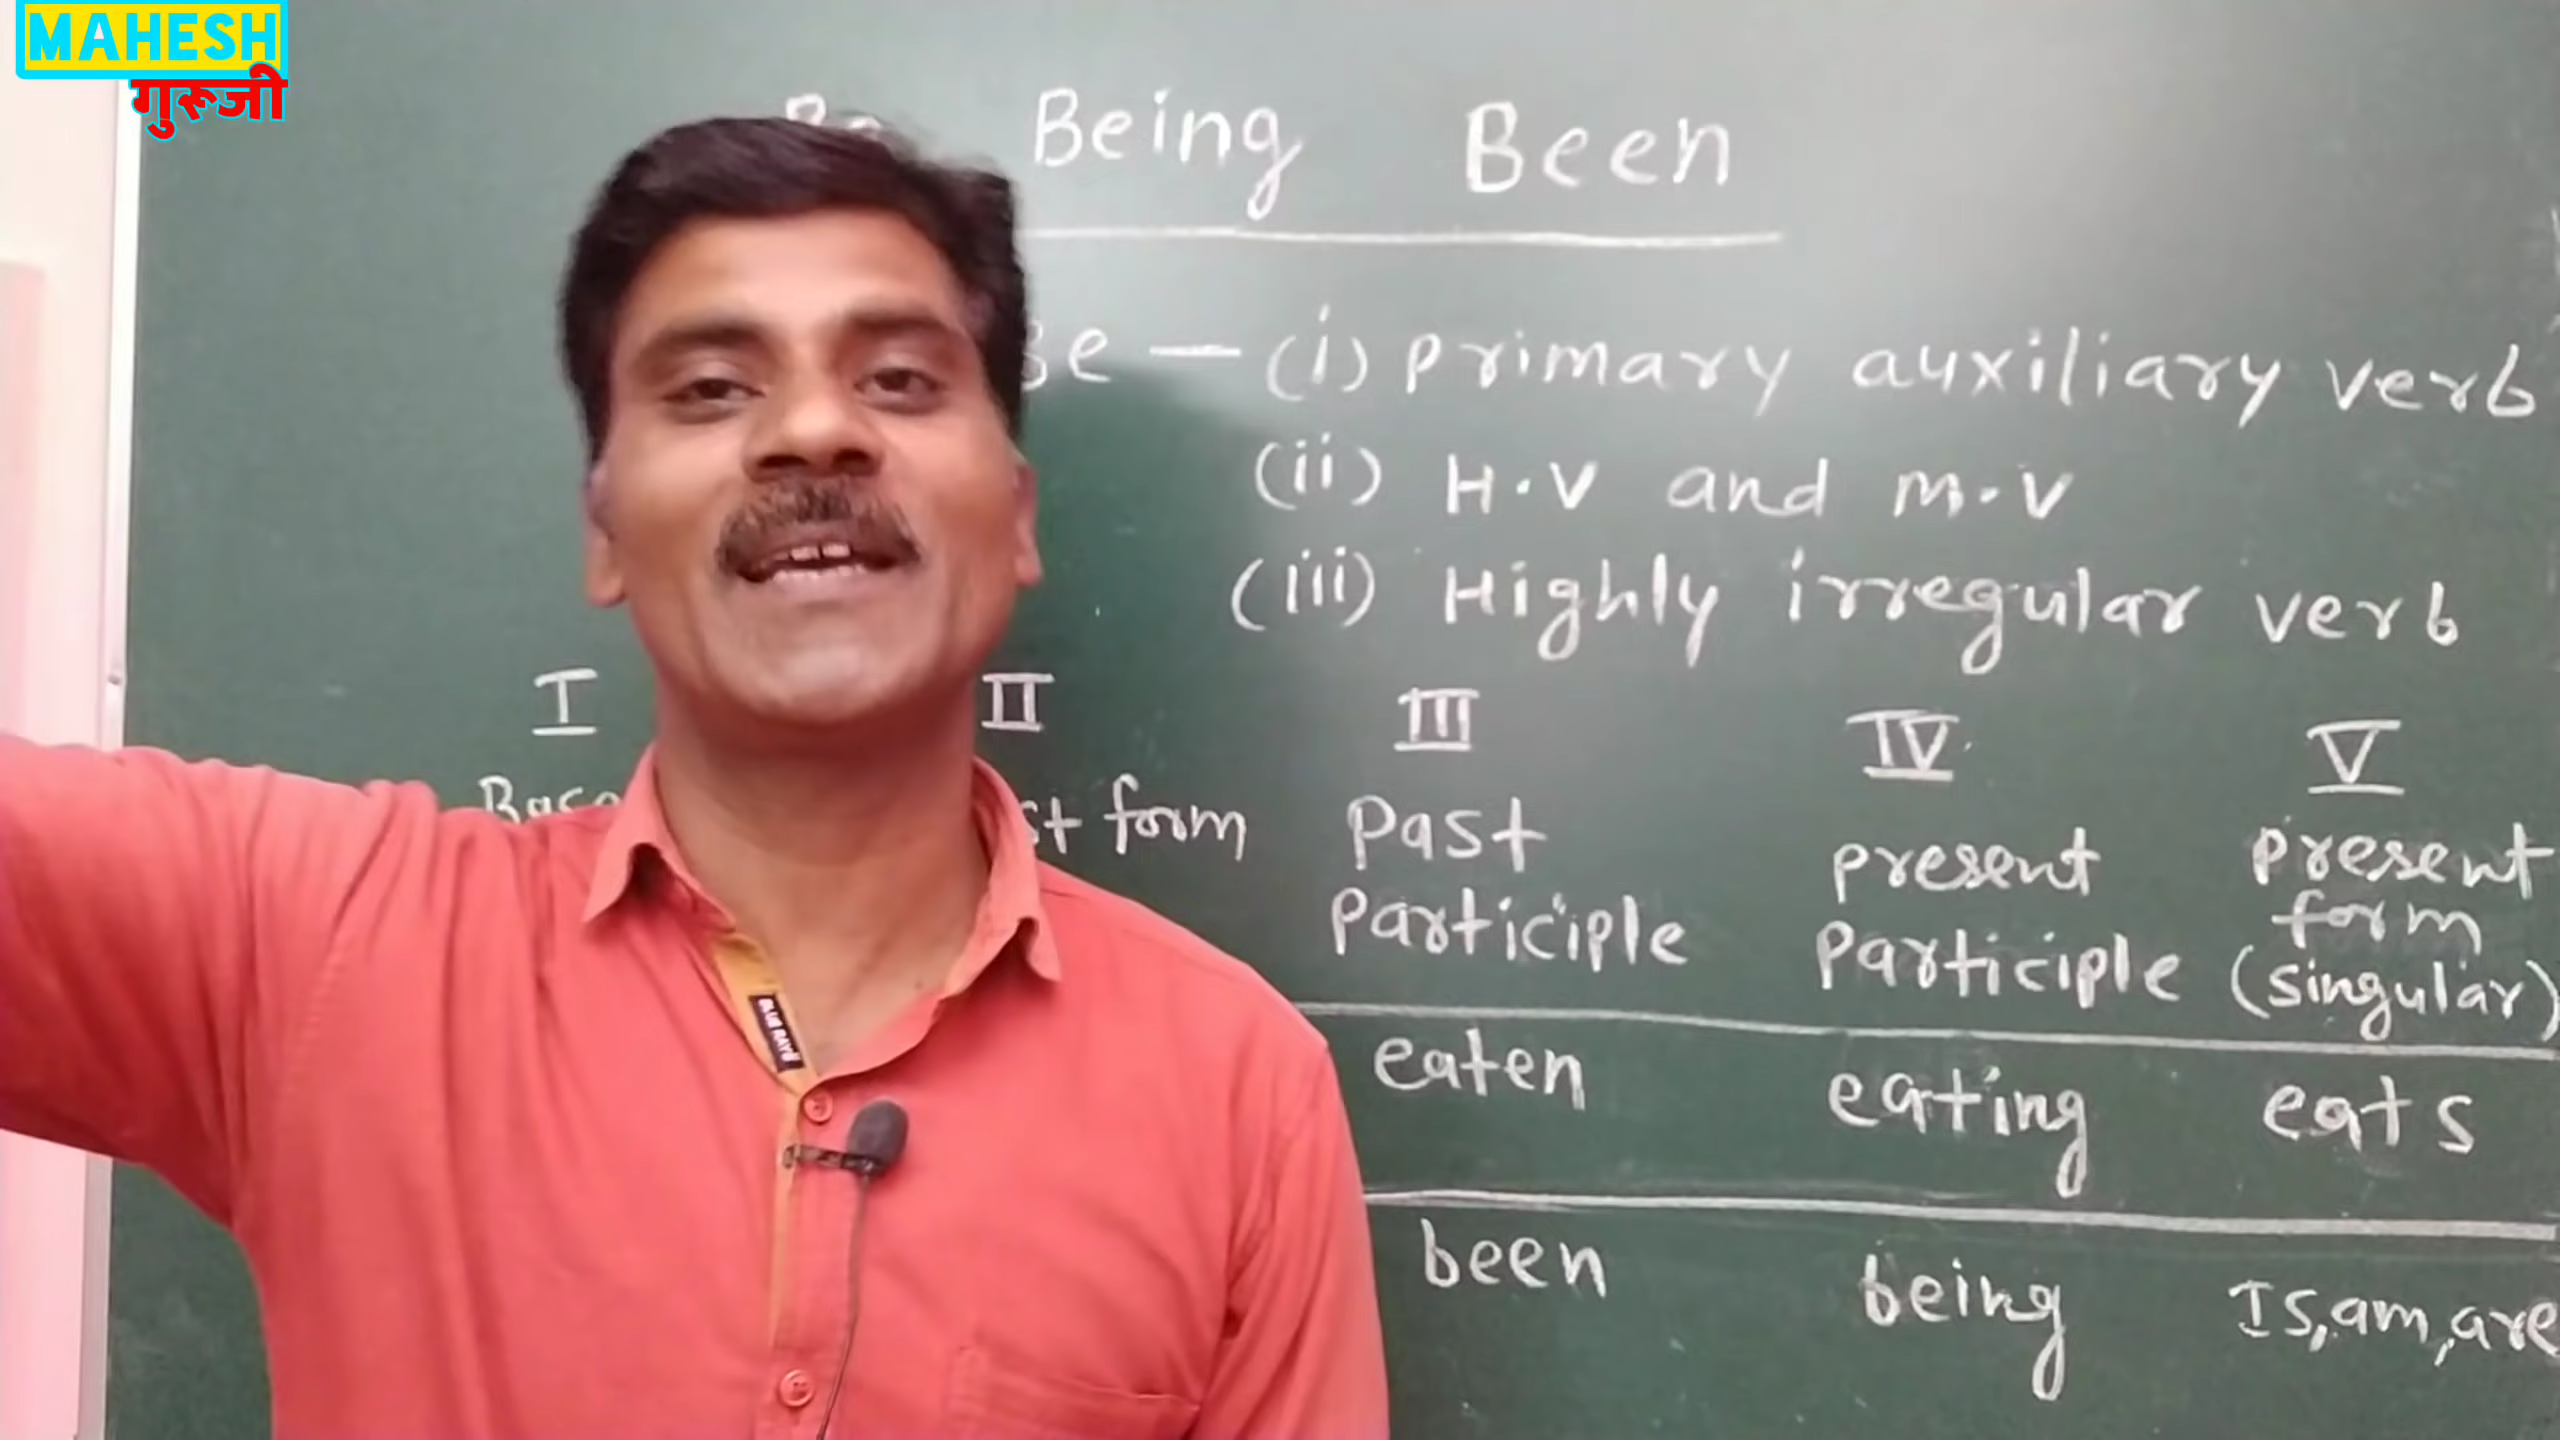 MAHESH
गुरूजी
Being Been
Be — (i) Primary auxiliary verb
(ii) H.V and M.V
(iii) Highly irregular verb
I II III IV V
form Past present present
Participle Participle form
(singular)
eaten eating eats
been being Is,am,are